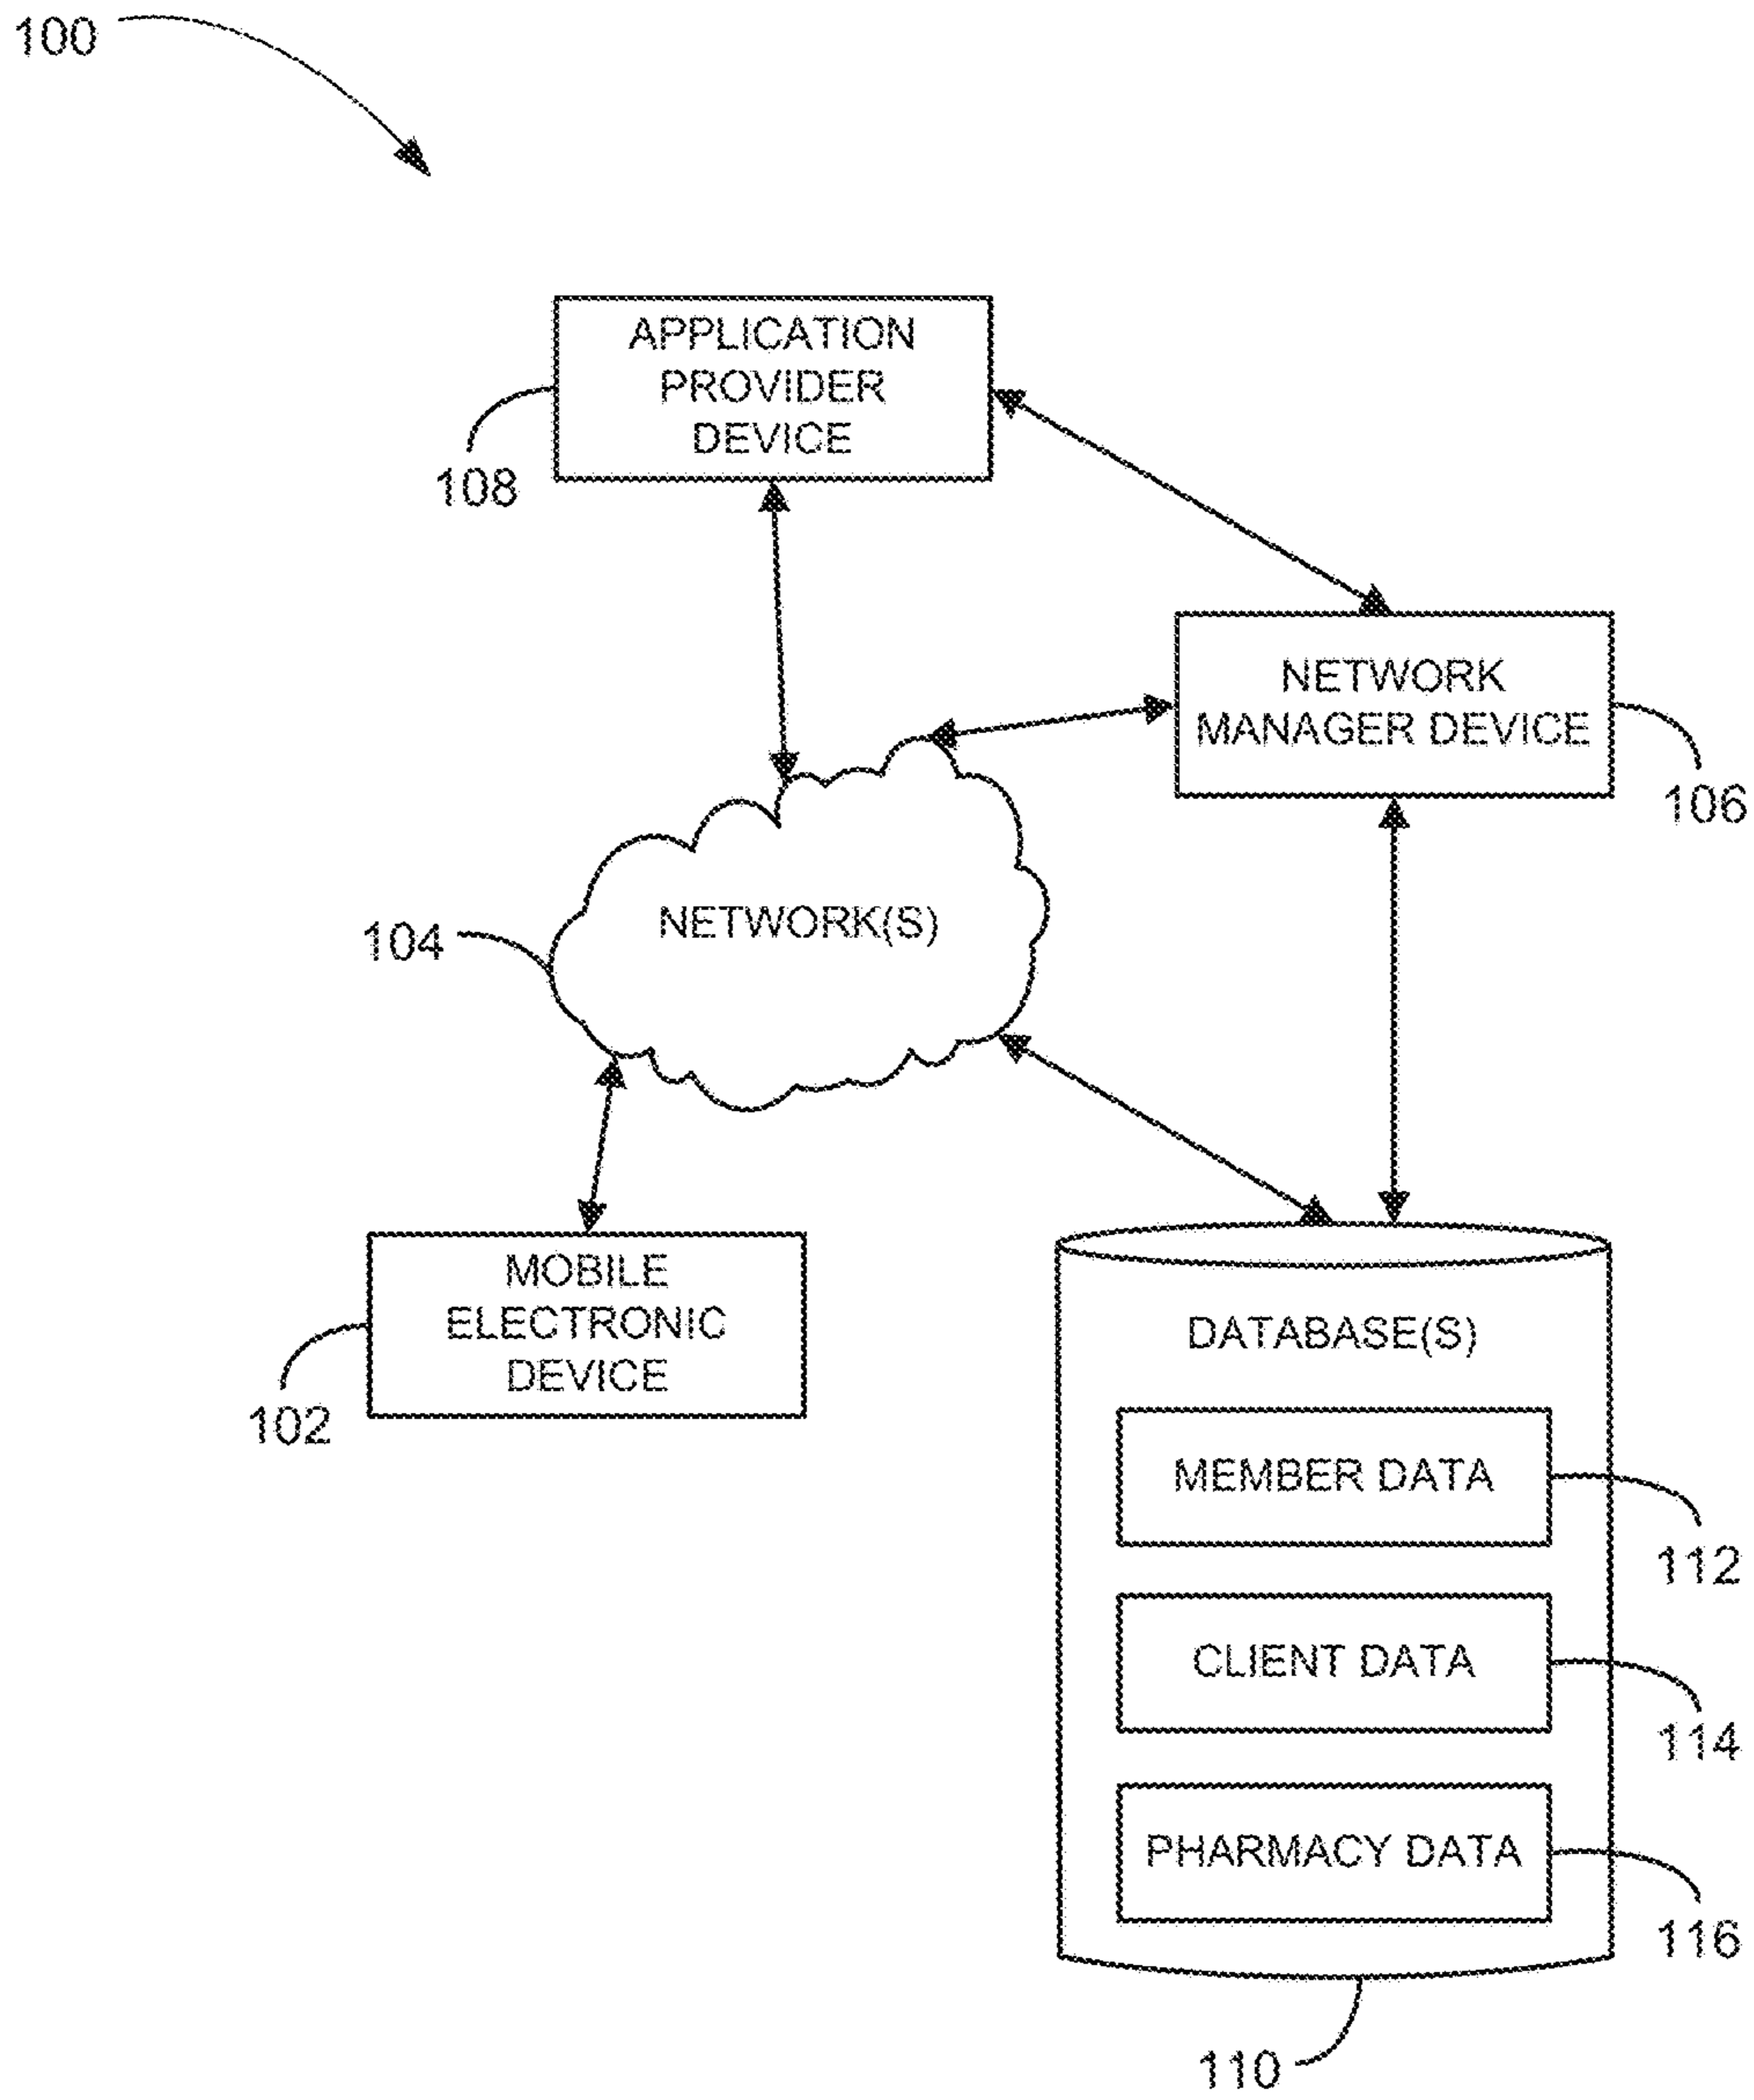 100
APPLICATION
PROVIDER
DEVICE
108
NETWORK
MANAGER DEVICE
106
NETWORK(S)
104
MOBILE
ELECTRONIC
DEVICE
102
DATABASE(S)
MEMBER DATA
112
CLIENT DATA
114
PHARMACY DATA
116
110